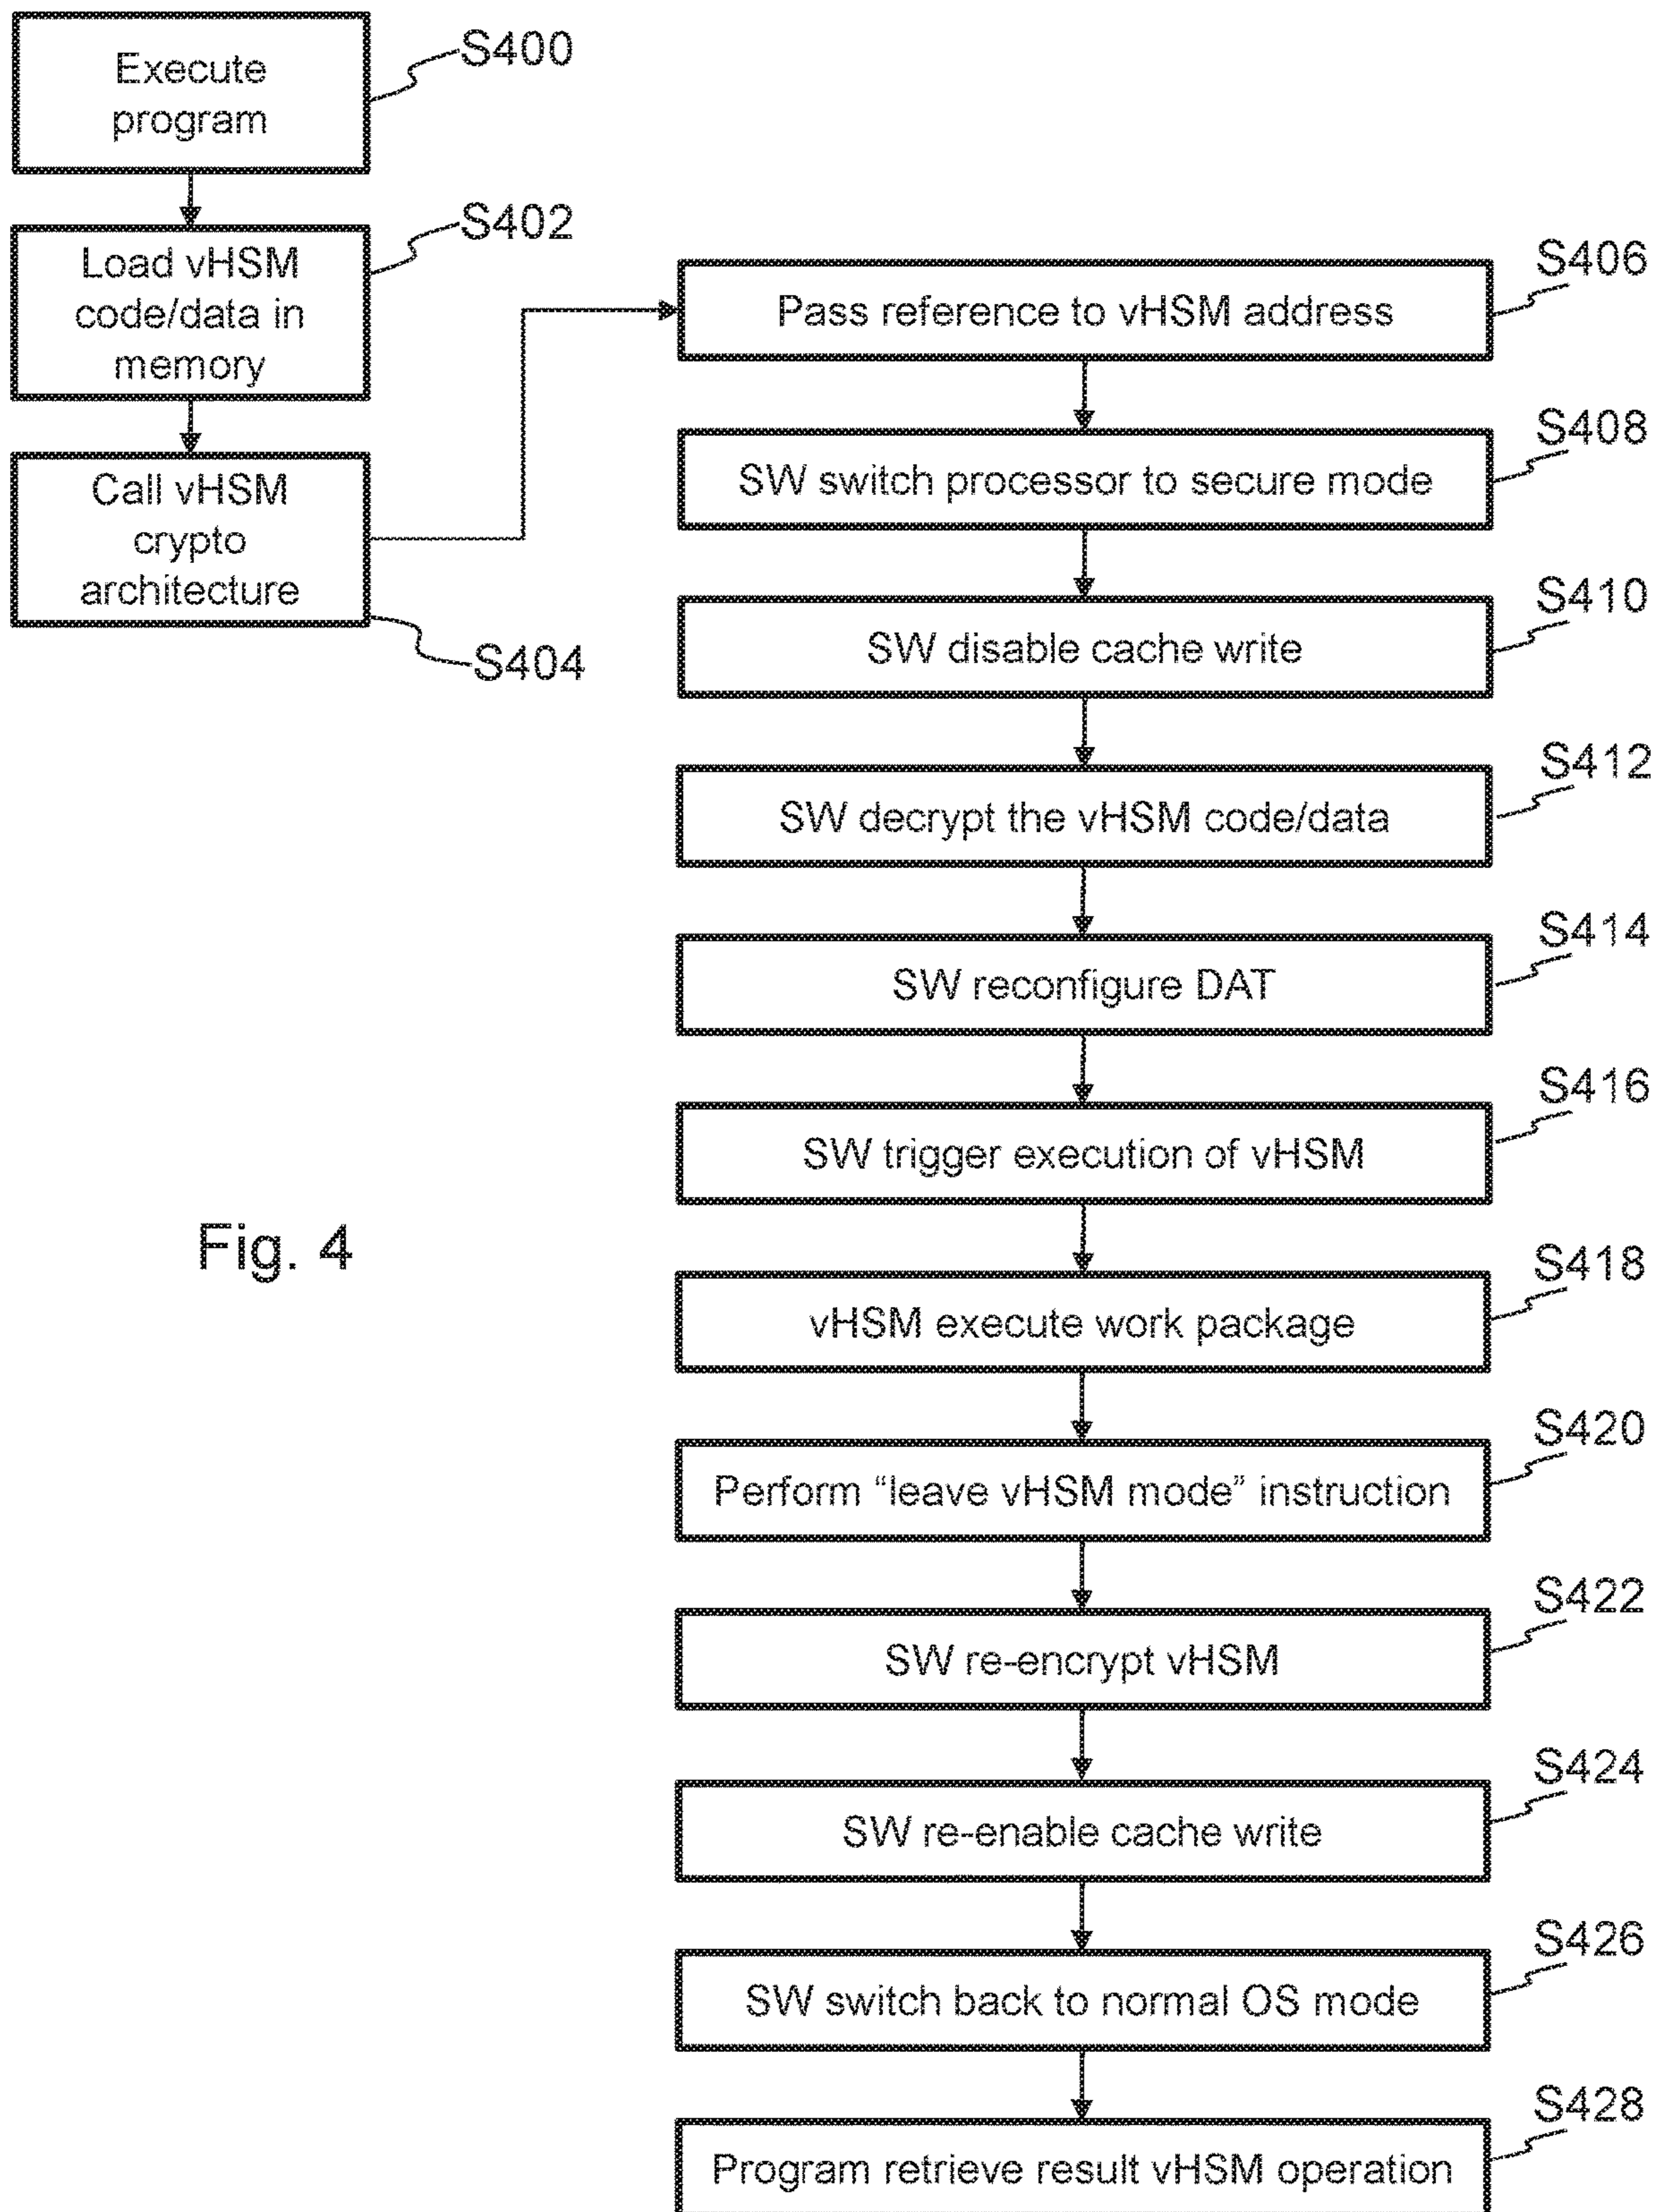 Execute
program
S400
Load vHSM
code/data in
memory
S402
Call vHSM
crypto
architecture
S404
Pass reference to vHSM address
S406
SW switch processor to secure mode
S408
SW disable cache write
S410
SW decrypt the vHSM code/data
S412
SW reconfigure DAT
S414
SW trigger execution of vHSM
S416
vHSM execute work package
S418
Perform “leave vHSM mode” instruction
S420
SW re-encrypt vHSM
S422
SW re-enable cache write
S424
SW switch back to normal OS mode
S426
Program retrieve result vHSM operation
S428
Fig. 4